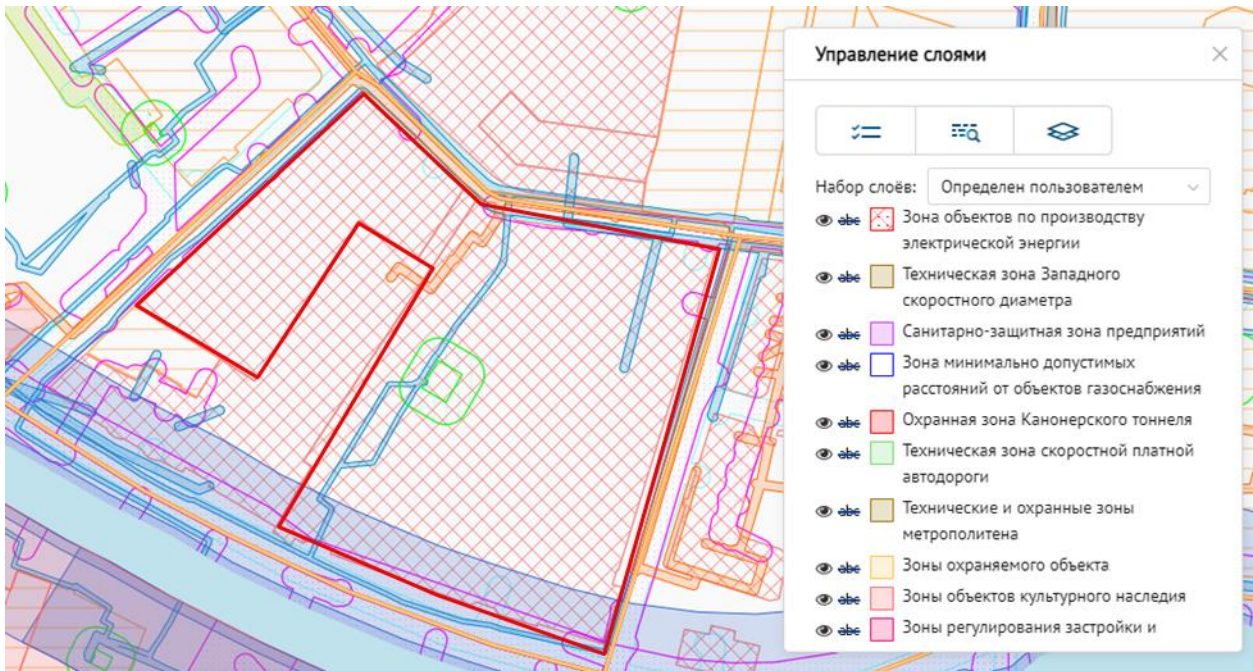 Управление слоями
Набор слоёв: Определен пользователем
abc Зона объектов по производству
электрической энергии
abc Техническая зона Западного
скоростного диаметра
abc Санитарно-защитная зона предприятий
abc Зона минимально допустимых
расстояний от объектов газоснабжения
abc Охранная зона Канонерского тоннеля
abc Техническая зона скоростной платной
автодороги
abc Технические и охранные зоны
метрополитена
abc Зоны охраняемого объекта
abc Зоны объектов культурного наследия
abc Зоны регулирования застройки и